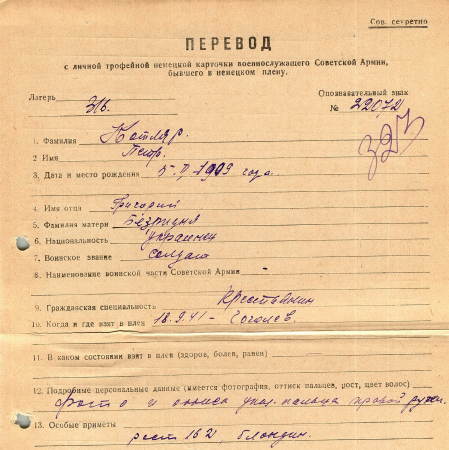 Сов. секретно
ПЕРЕВОД
с личной трофейной немецкой карточки военнослужащего Советской Армии,
бывшего в немецком плену.
Лагерь 316. Опознавательный знак
№ 22072
323
1. Фамилия Котляр.
2 Имя Петр.
3. Дата и место рождения 5. II 1909 года.
4. Имя отца Григорий
5. Фамилия матери
6. Национальность украинец
7. Воинское звание солдат
8. Наименование воинской части Советской Армии -
9. Гражданская специальность крестьянин
10. Когда и где взят в плен 18.9.41 - Гоголев.
11. В каком состоянии взят в плен (здоров, болен, ранен)
12. Подробные персональные данные (имеется фотография, оттиск пальцев, рост, цвет волос)
фото и оттиск указ. пальца правой руки.
13. Особые приметы
рост 162, блондин.